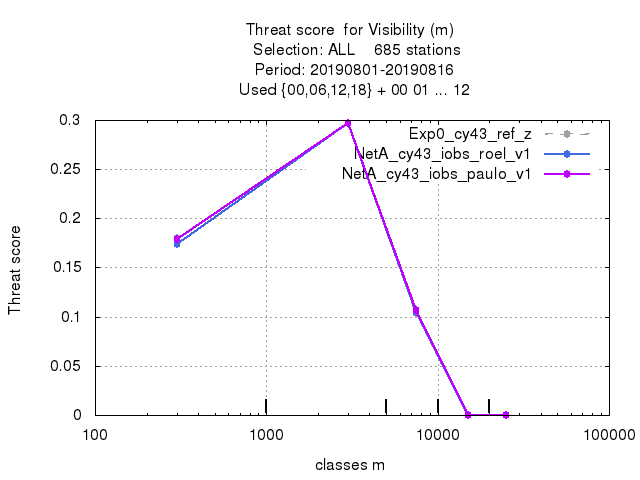 Threat score  for Visibility (m)
Selection: ALL    685 stations
Period: 20190801-20190816
Used {00,06,12,18} + 00 01 ... 12
Exp0_cy43_ref_z
NetA_cy43_iobs_roel_v1
NetA_cy43_iobs_paulo_v1
Threat score
0.3
0.25
0.2
0.15
0.1
0.05
0
100 1000 10000 100000
classes m